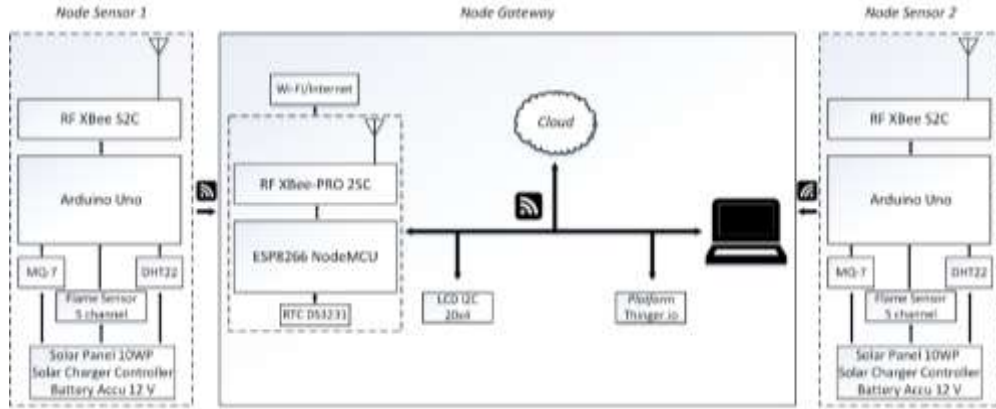 Node Sensor 1
Node Gateway
Node Sensor 2
RF XBee S2C
Arduino Uno
MQ-7
DHT22
Flame Sensor
5 channel
Solar Panel 10WP
Solar Charger Controller
Battery Accu 12 V
Wi-Fi/Internet
RF XBee-PRO 2SC
ESP8266 NodeMCU
RTC DS3231
Cloud
LCD I2C
20x4
Platform
Thinger.io
RF XBee S2C
Arduino Uno
MQ-7
DHT22
Flame Sensor
5 channel
Solar Panel 10WP
Solar Charger Controller
Battery Accu 12 V